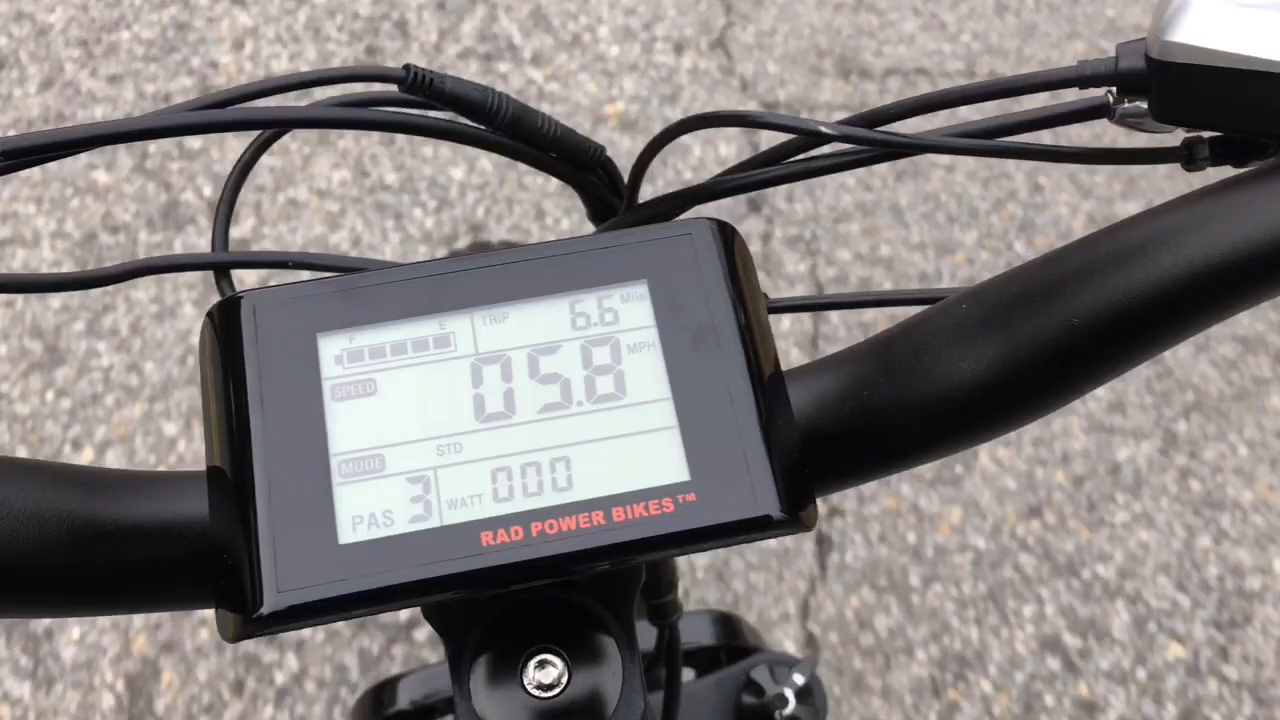 F E
TRIP 6.6 Mile
SPEED
05.8 MPH
MODE STD
PAS 3 WATT 000
RAD POWER BIKES™